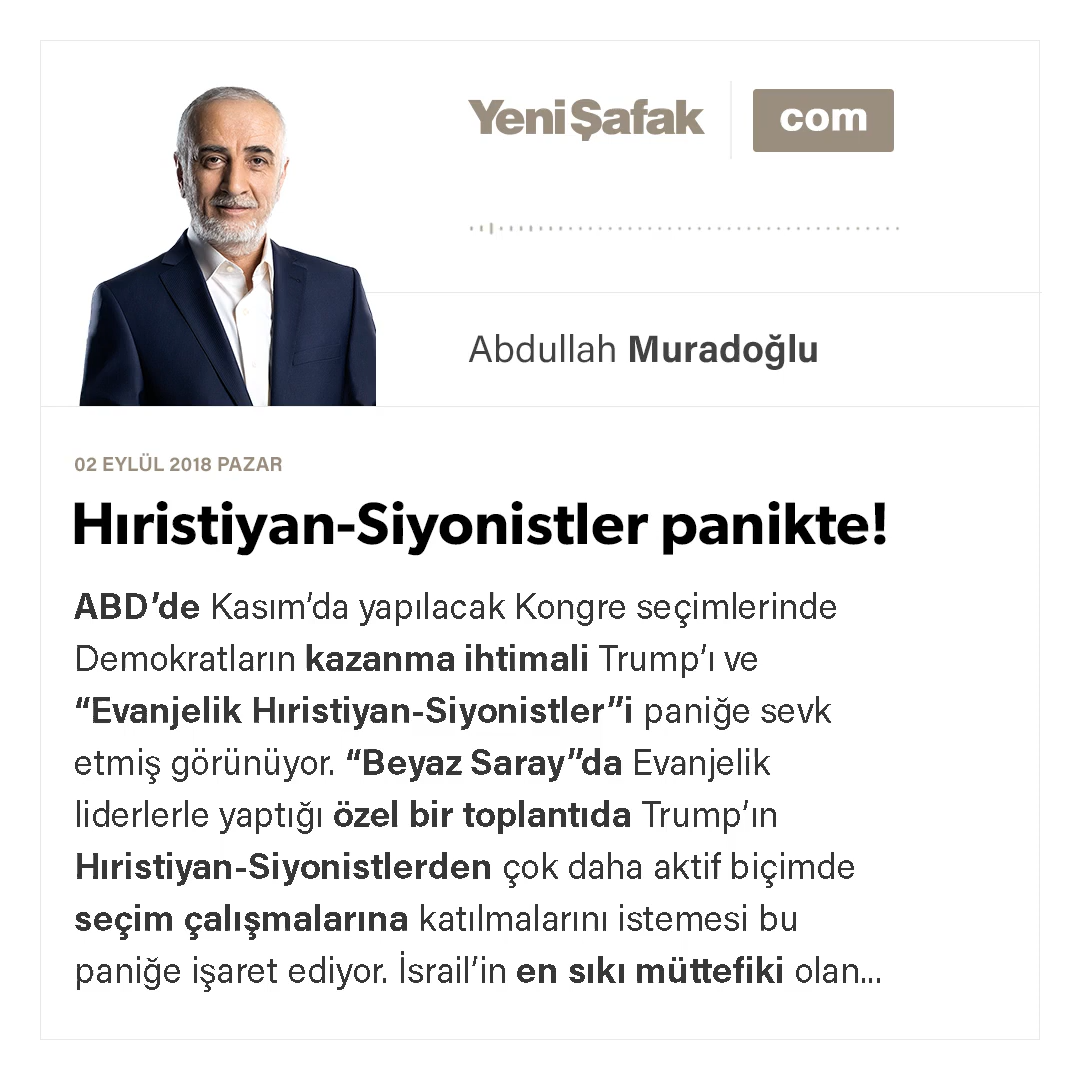 YeniŞafak com
Abdullah Muradoğlu
02 EYLÜL 2018 PAZAR
Hıristiyan-Siyonistler panikte!
ABD’de Kasım’da yapılacak Kongre seçimlerinde
Demokratların kazanma ihtimali Trump’ı ve
“Evanjelik Hıristiyan-Siyonistler”i paniğe sevk
etmiş görünüyor. “Beyaz Saray”da Evanjelik
liderlerle yaptığı özel bir toplantıda Trump’ın
Hıristiyan-Siyonistlerden çok daha aktif biçimde
seçim çalışmalarına katılmalarını istemesi bu
paniğe işaret ediyor. İsrail’in en sıkı müttefiki olan...